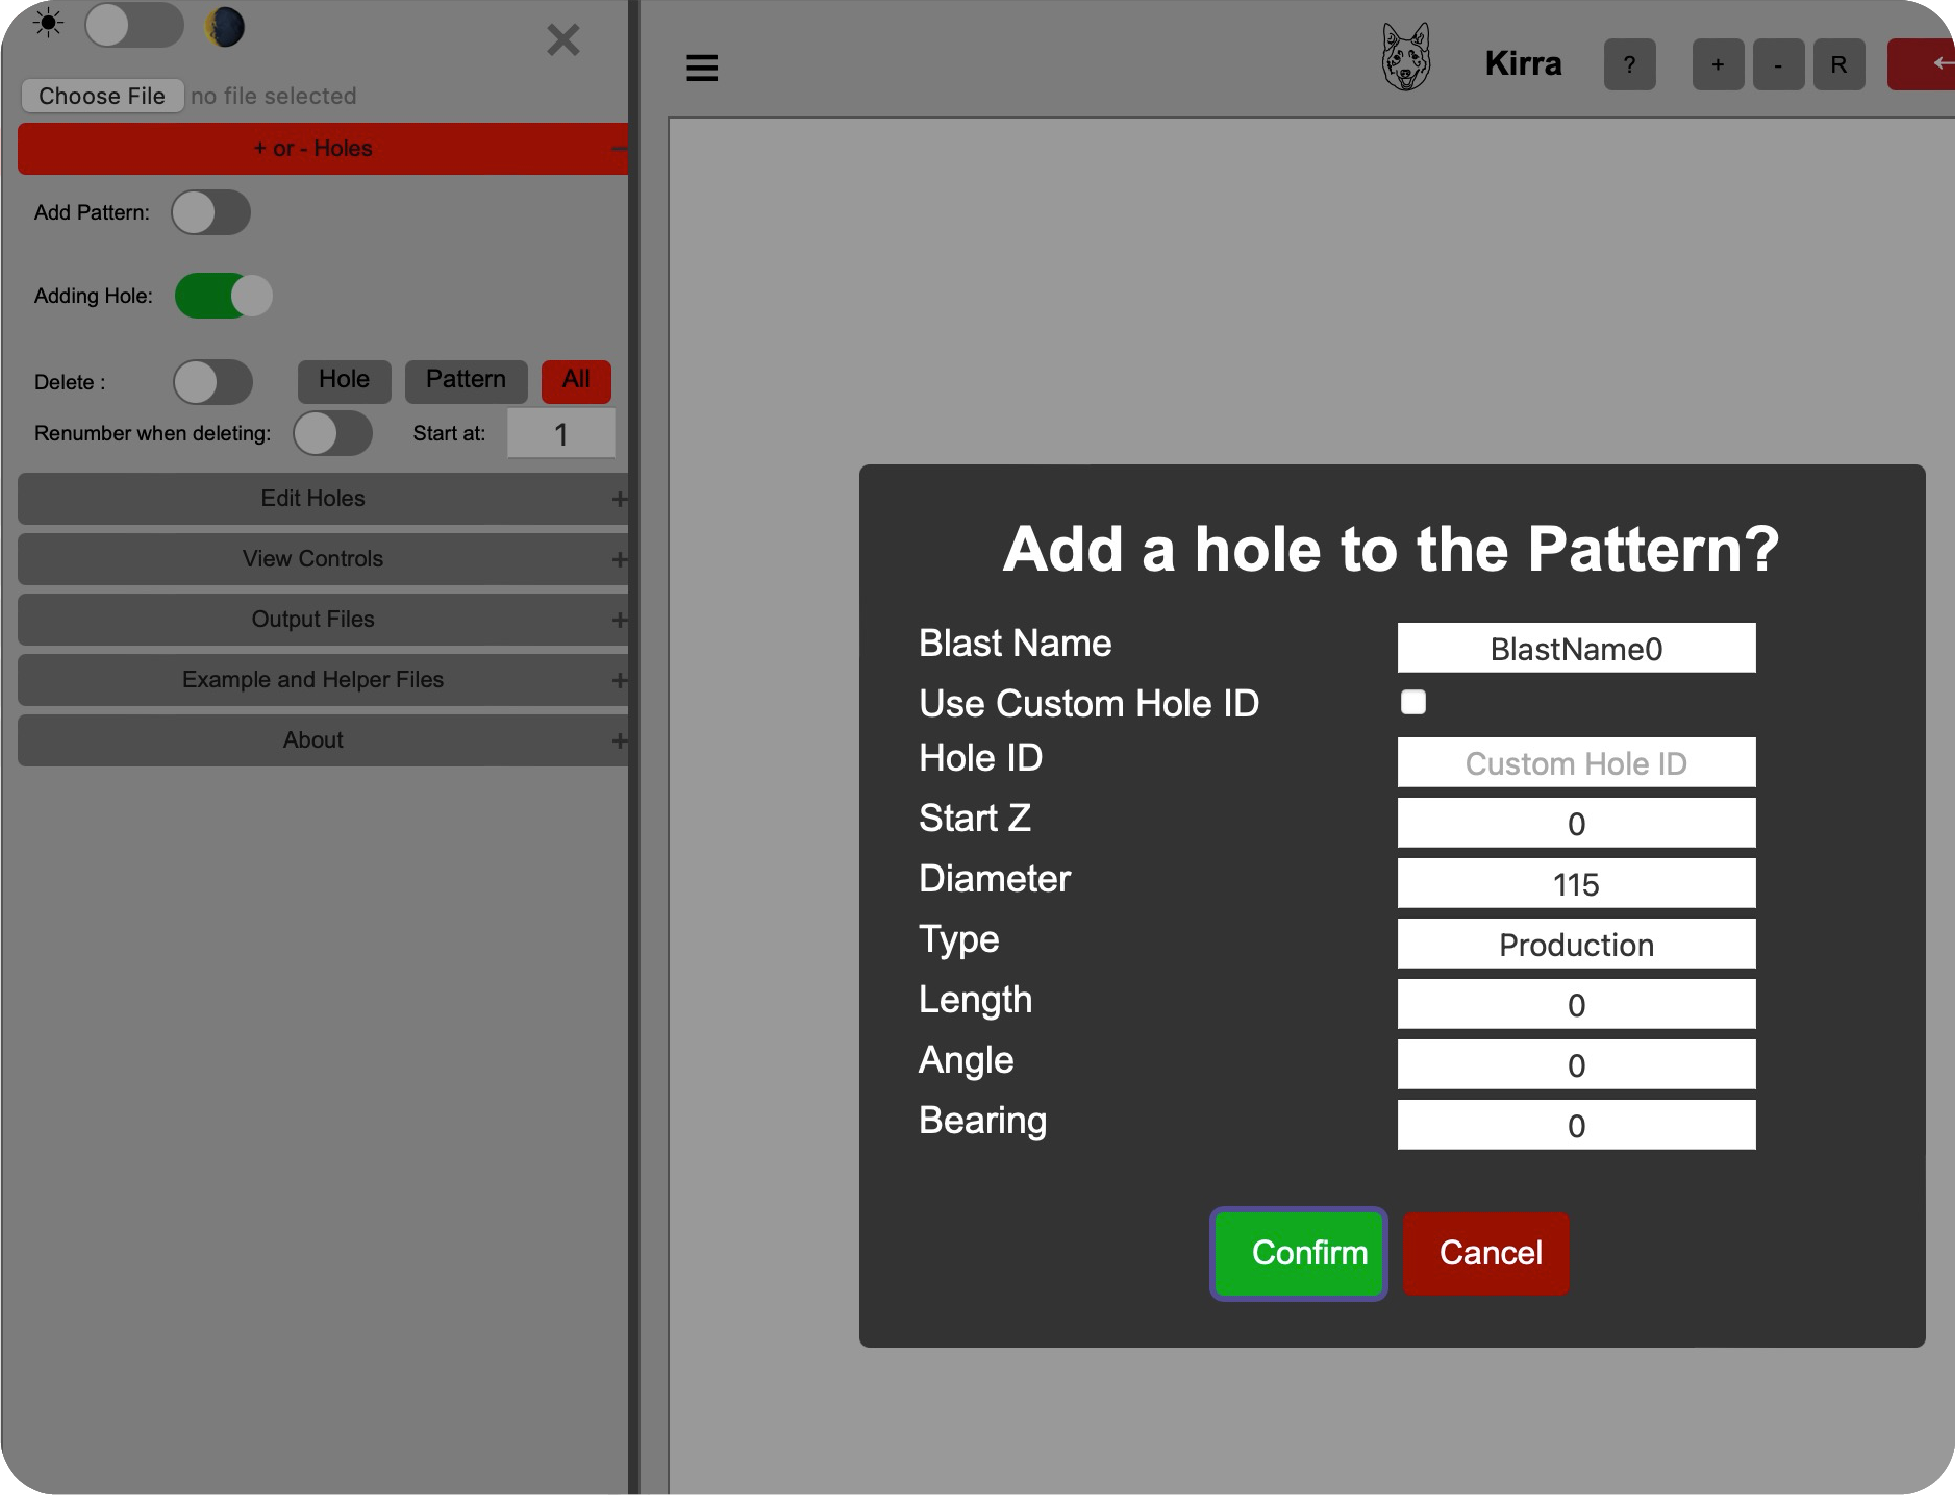 Choose File no file selected
+ or - Holes −
Add Pattern:
Adding Hole:
Delete : Hole Pattern All
Renumber when deleting: Start at: 1
Edit Holes +
View Controls +
Output Files +
Example and Helper Files +
About +
Kirra ? + - R ←
Add a hole to the Pattern?
Blast Name BlastName0
Use Custom Hole ID
Hole ID Custom Hole ID
Start Z 0
Diameter 115
Type Production
Length 0
Angle 0
Bearing 0
Confirm Cancel